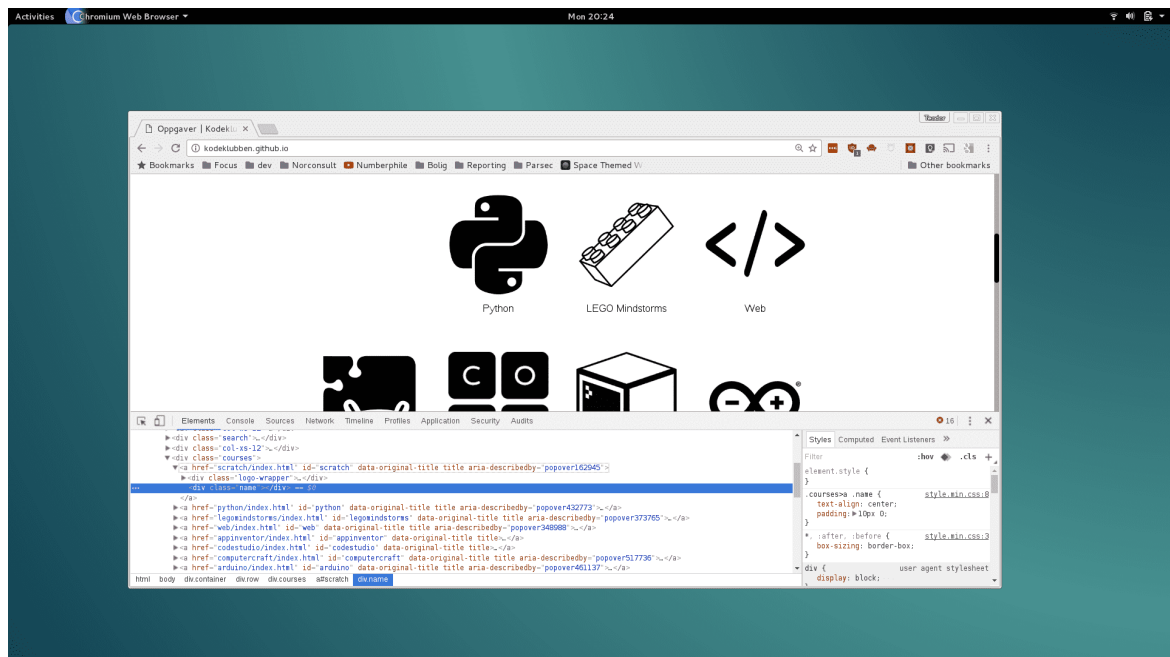 Activities Chromium Web Browser Mon 20:24
Oppgaver | Kodeklu
kodeklubben.github.io
Bookmarks Focus dev Norconsult Numberphile Bolig Reporting Parsec Space Themed W Other bookmarks
Python LEGO Mindstorms Web
C O
Elements Console Sources Network Timeline Profiles Application Security Audits 16
<div class="search">…</div>
<div class="col-xs-12">…</div>
<div class="courses">
<a href="scratch/index.html" id="scratch" data-original-title title aria-describedby="popover162945">
<div class="logo-wrapper">…</div>
<div class="name"></div> == $0
</a>
<a href="python/index.html" id="python" data-original-title title aria-describedby="popover432773">…</a>
<a href="legomindstorms/index.html" id="legomindstorms" data-original-title title aria-describedby="popover373765">…</a>
<a href="web/index.html" id="web" data-original-title title aria-describedby="popover348988">…</a>
<a href="appinventor/index.html" id="appinventor" data-original-title title>…</a>
<a href="codestudio/index.html" id="codestudio" data-original-title title>…</a>
<a href="computercraft/index.html" id="computercraft" data-original-title title aria-describedby="popover517736">…</a>
<a href="arduino/index.html" id="arduino" data-original-title title aria-describedby="popover461137">…</a>
html body div.container div.row div.courses a#scratch div.name
Styles Computed Event Listeners »
Filter :hov .cls +
element.style {
}
.courses>a .name { style.min.css:8
text-align: center;
padding: 10px 0;
}
*, :after, :before { style.min.css:3
box-sizing: border-box;
}
div { user agent stylesheet
display: block;